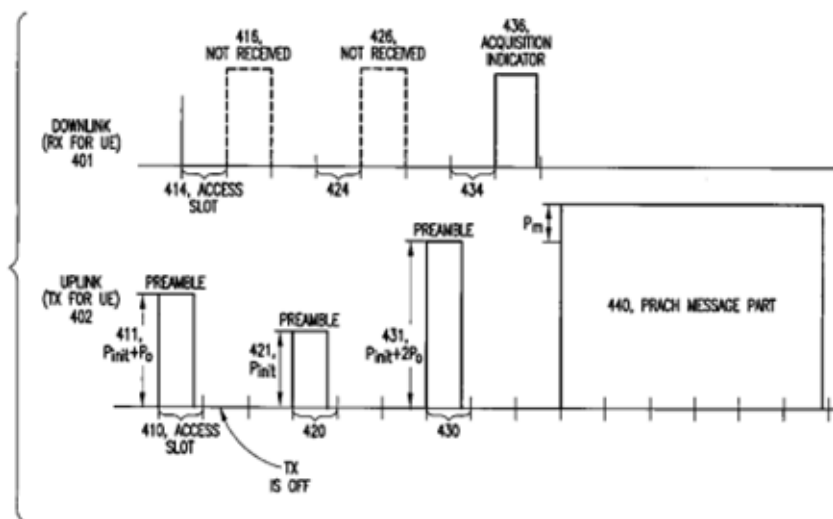 416,
NOT RECEIVED
426,
NOT RECEIVED
436,
ACQUISITION
INDICATOR
DOWNLINK
(RX FOR UE)
401
414, ACCESS
SLOT
424
434
UPLINK
(TX FOR UE)
402
PREAMBLE
411,
Pinit+Po
PREAMBLE
421,
Pinit
PREAMBLE
431,
Pinit+2Po
Pm
440, PRACH MESSAGE PART
410, ACCESS
SLOT
420
430
TX
IS OFF